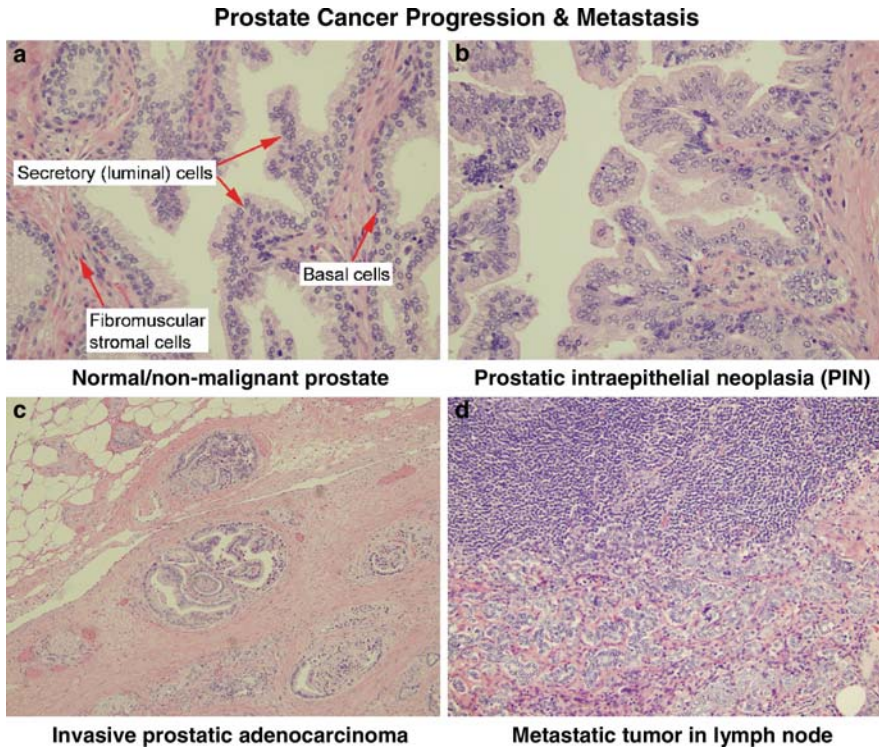 Prostate Cancer Progression & Metastasis
a
Secretory (luminal) cells
Basal cells
Fibromuscular
stromal cells
Normal/non-malignant prostate
b
Prostatic intraepithelial neoplasia (PIN)
c
Invasive prostatic adenocarcinoma
d
Metastatic tumor in lymph node